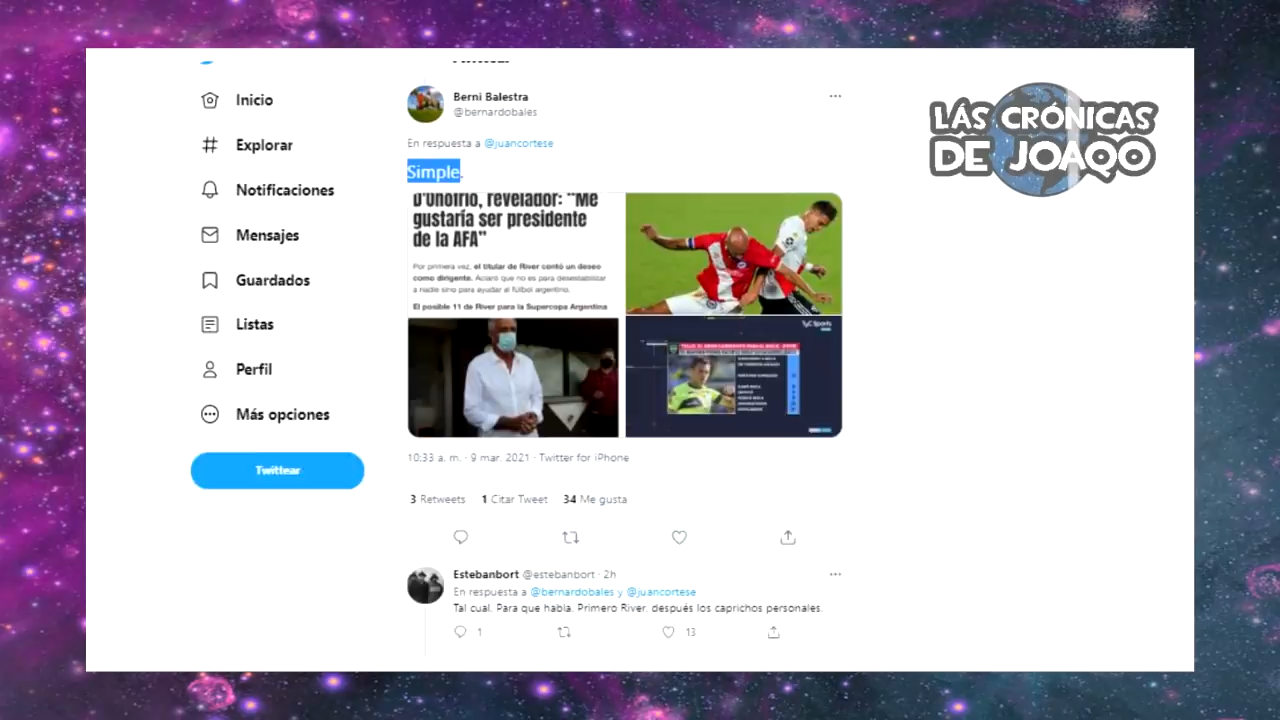 Inicio
Explorar
Notificaciones
Mensajes
Guardados
Listas
Perfil
Más opciones
Twittear
LÁS CRÓNICAS
DE JOAQO
Berni Balestra
@bernardobales
En respuesta a @juancortese
Simple.
D'Onofrio, revelador: "Me
gustaría ser presidente
de la AFA"
Por primera vez, el titular de River contó un deseo
como dirigente. Aclaró que no es para desestabilizar
a nadie sino para ayudar al fútbol argentino.
El posible 11 de River para la Supercopa Argentina
Sports
10:33 a. m. · 9 mar. 2021 · Twitter for iPhone
3 Retweets 1 Citar Tweet 34 Me gusta
Estebanbort @estebanbort · 2h
En respuesta a @bernardobales y @juancortese
Tal cual. Para que habla. Primero River. después los caprichos personales.
1 13